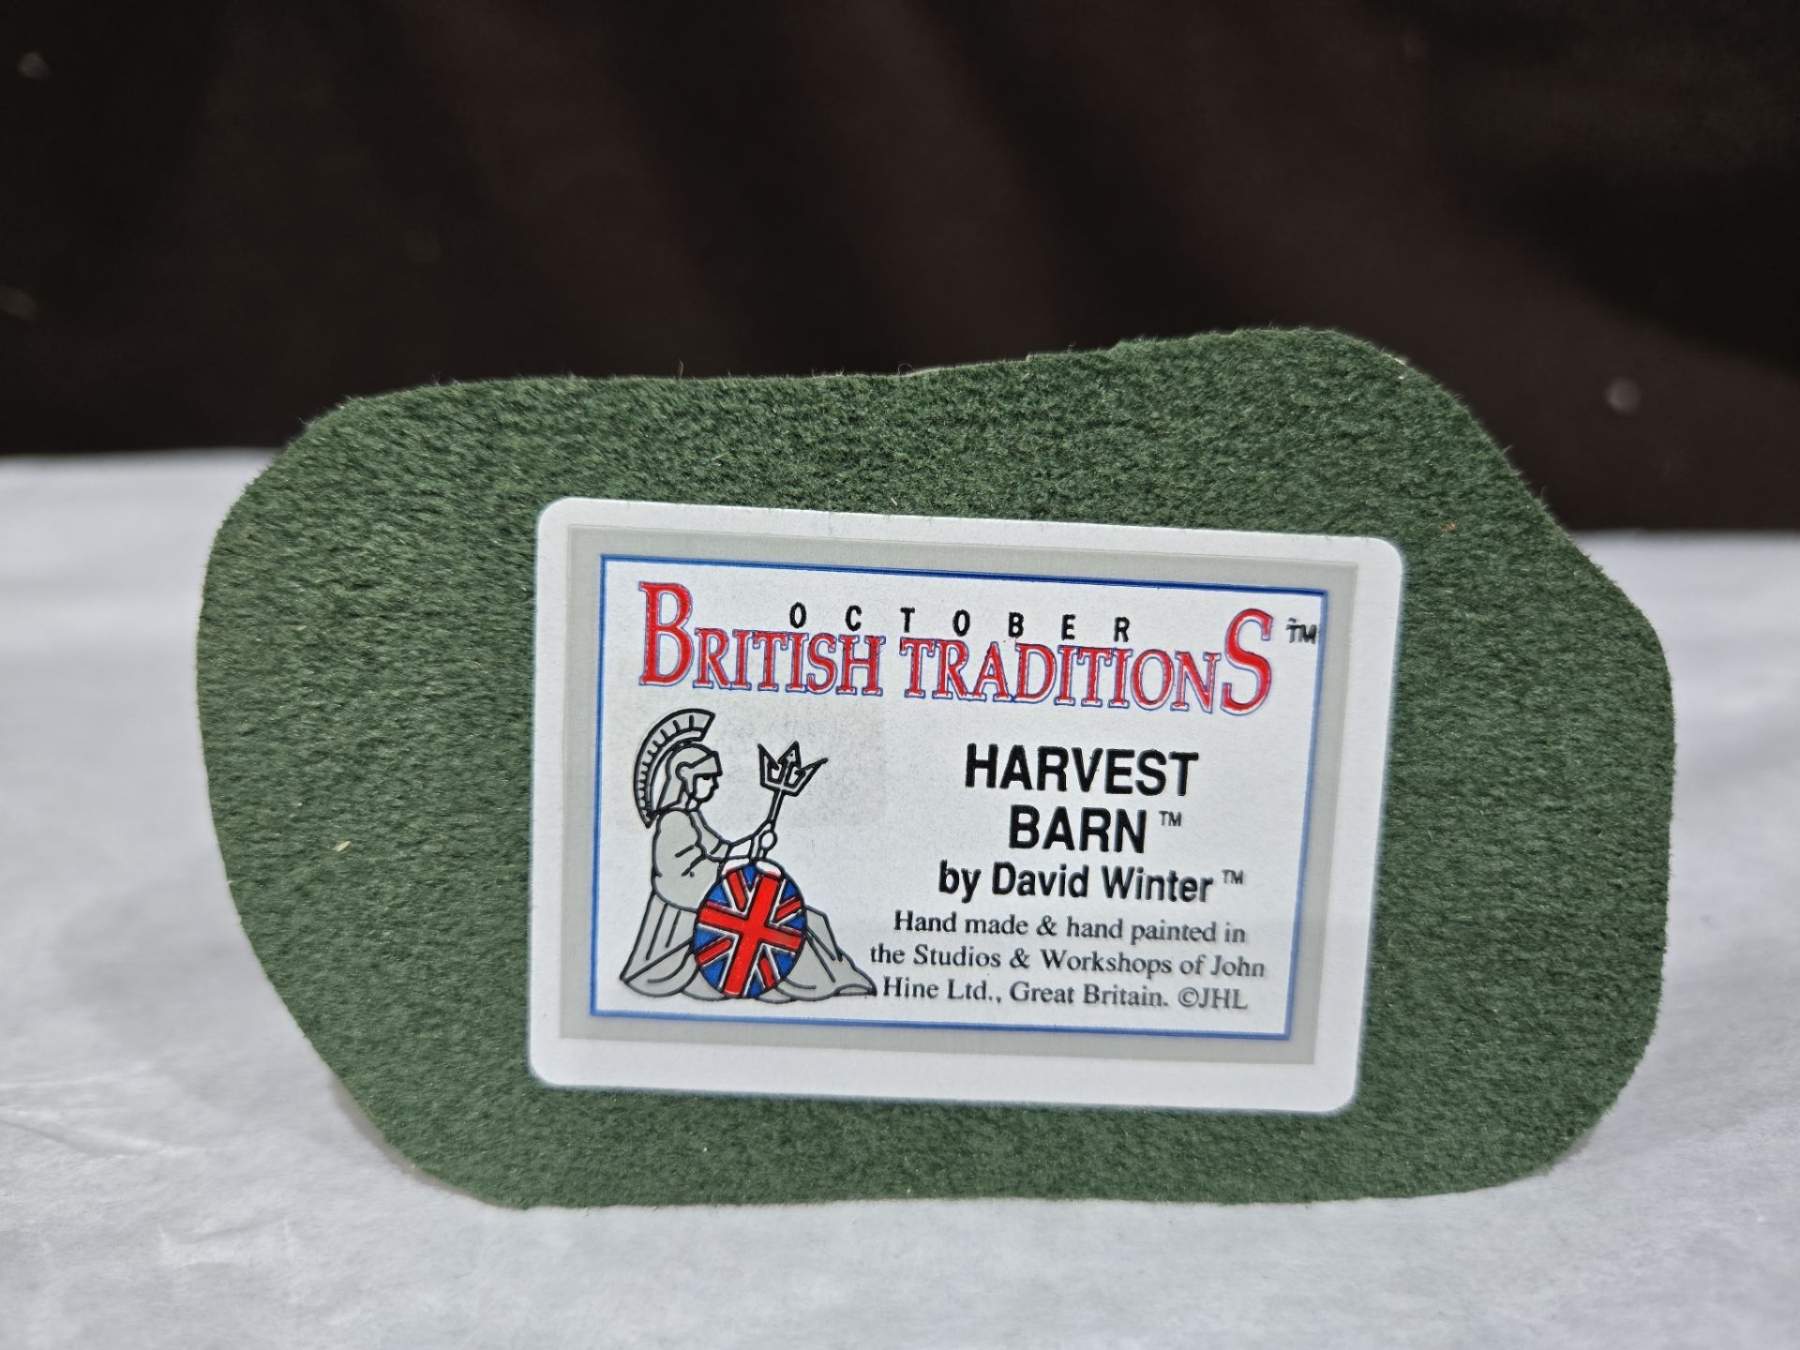 OCTOBER
BRITISH TRADITIONS™
HARVEST
BARN™
by David Winter™
Hand made & hand painted in
the Studios & Workshops of John
Hine Ltd., Great Britain. ©JHL